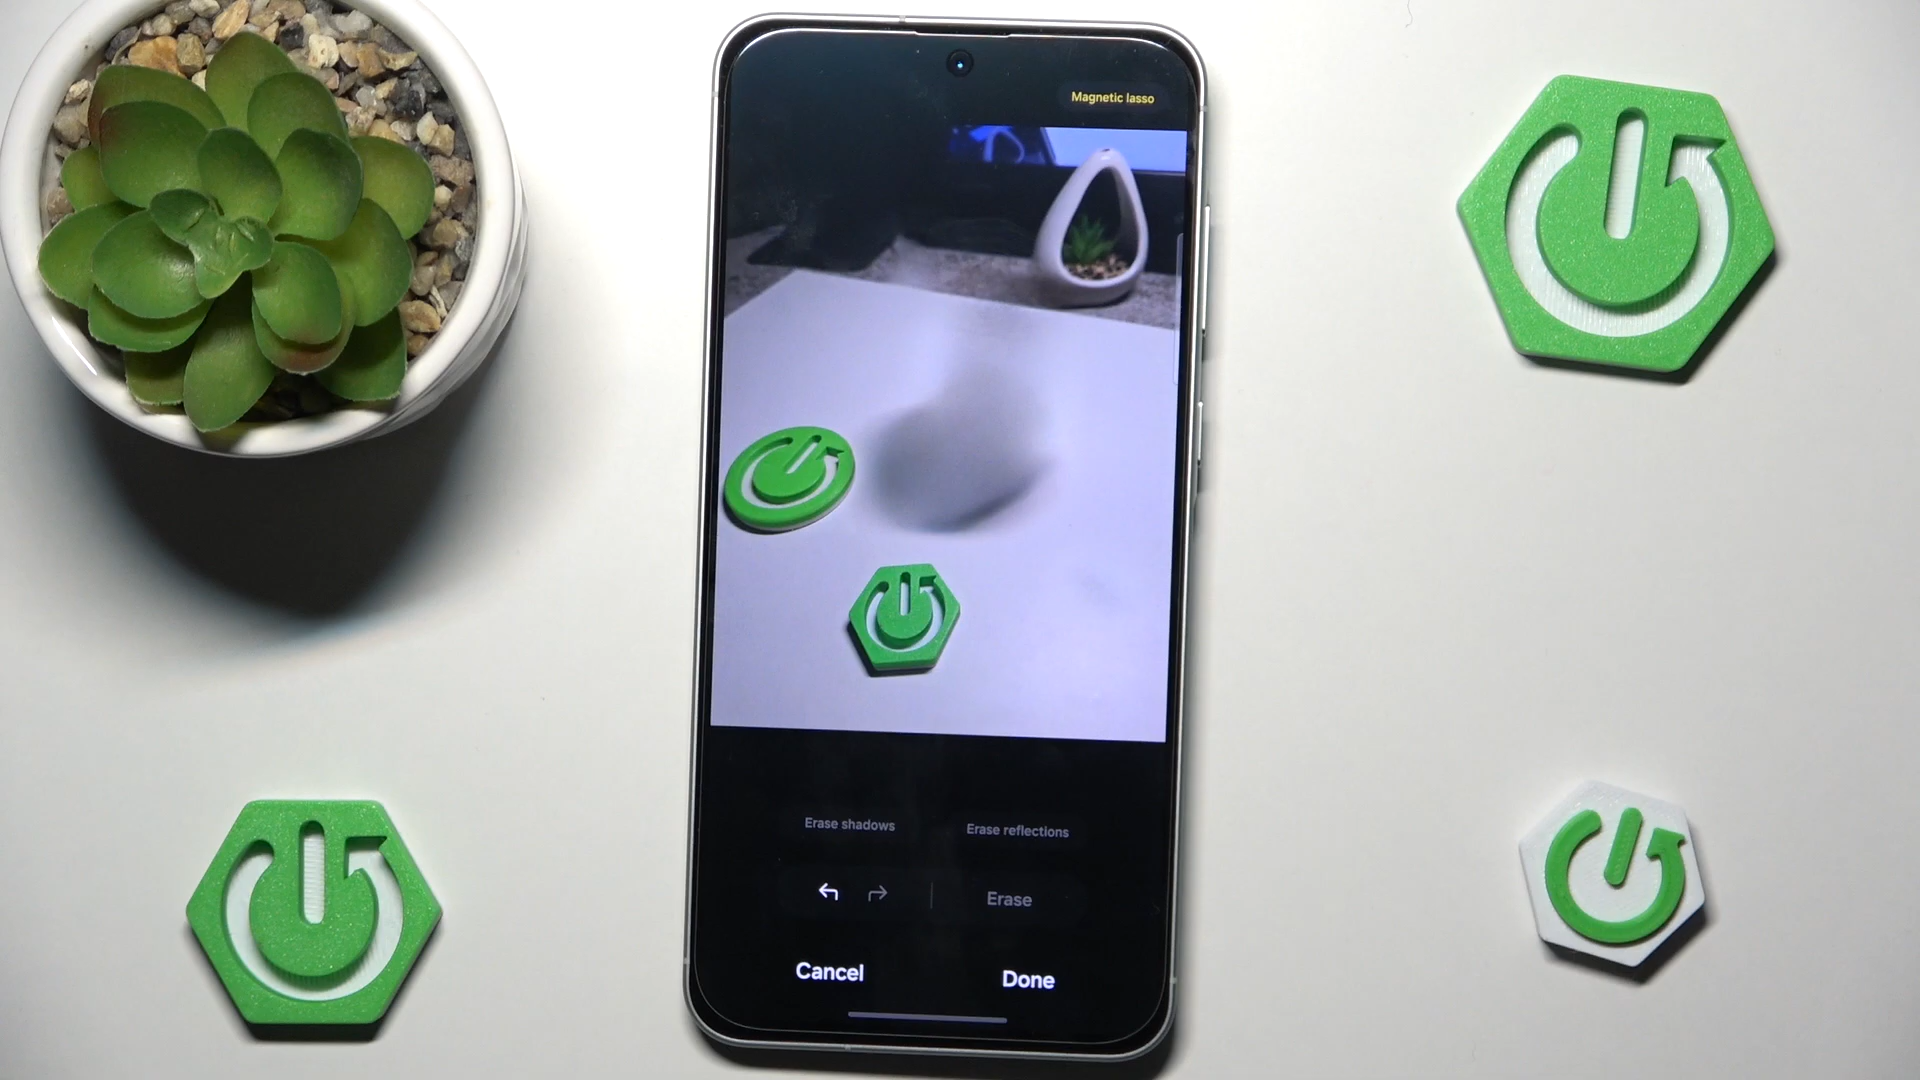 Magnetic lasso
Erase shadows
Erase reflections
Erase
Cancel
Done